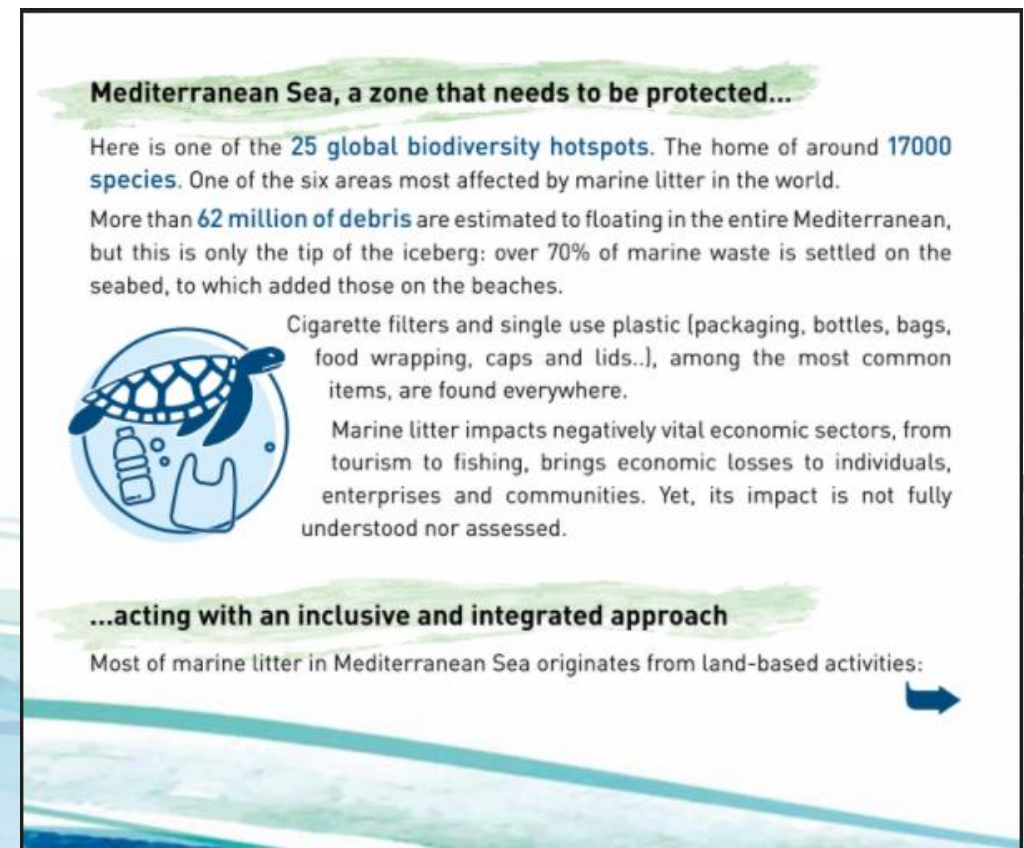 Mediterranean Sea, a zone that needs to be protected...
Here is one of the 25 global biodiversity hotspots. The home of around 17000
species. One of the six areas most affected by marine litter in the world.
More than 62 million of debris are estimated to floating in the entire Mediterranean,
but this is only the tip of the iceberg: over 70% of marine waste is settled on the
seabed, to which added those on the beaches.
Cigarette filters and single use plastic (packaging, bottles, bags,
food wrapping, caps and lids..), among the most common
items, are found everywhere.
Marine litter impacts negatively vital economic sectors, from
tourism to fishing, brings economic losses to individuals,
enterprises and communities. Yet, its impact is not fully
understood nor assessed.
...acting with an inclusive and integrated approach
Most of marine litter in Mediterranean Sea originates from land-based activities: